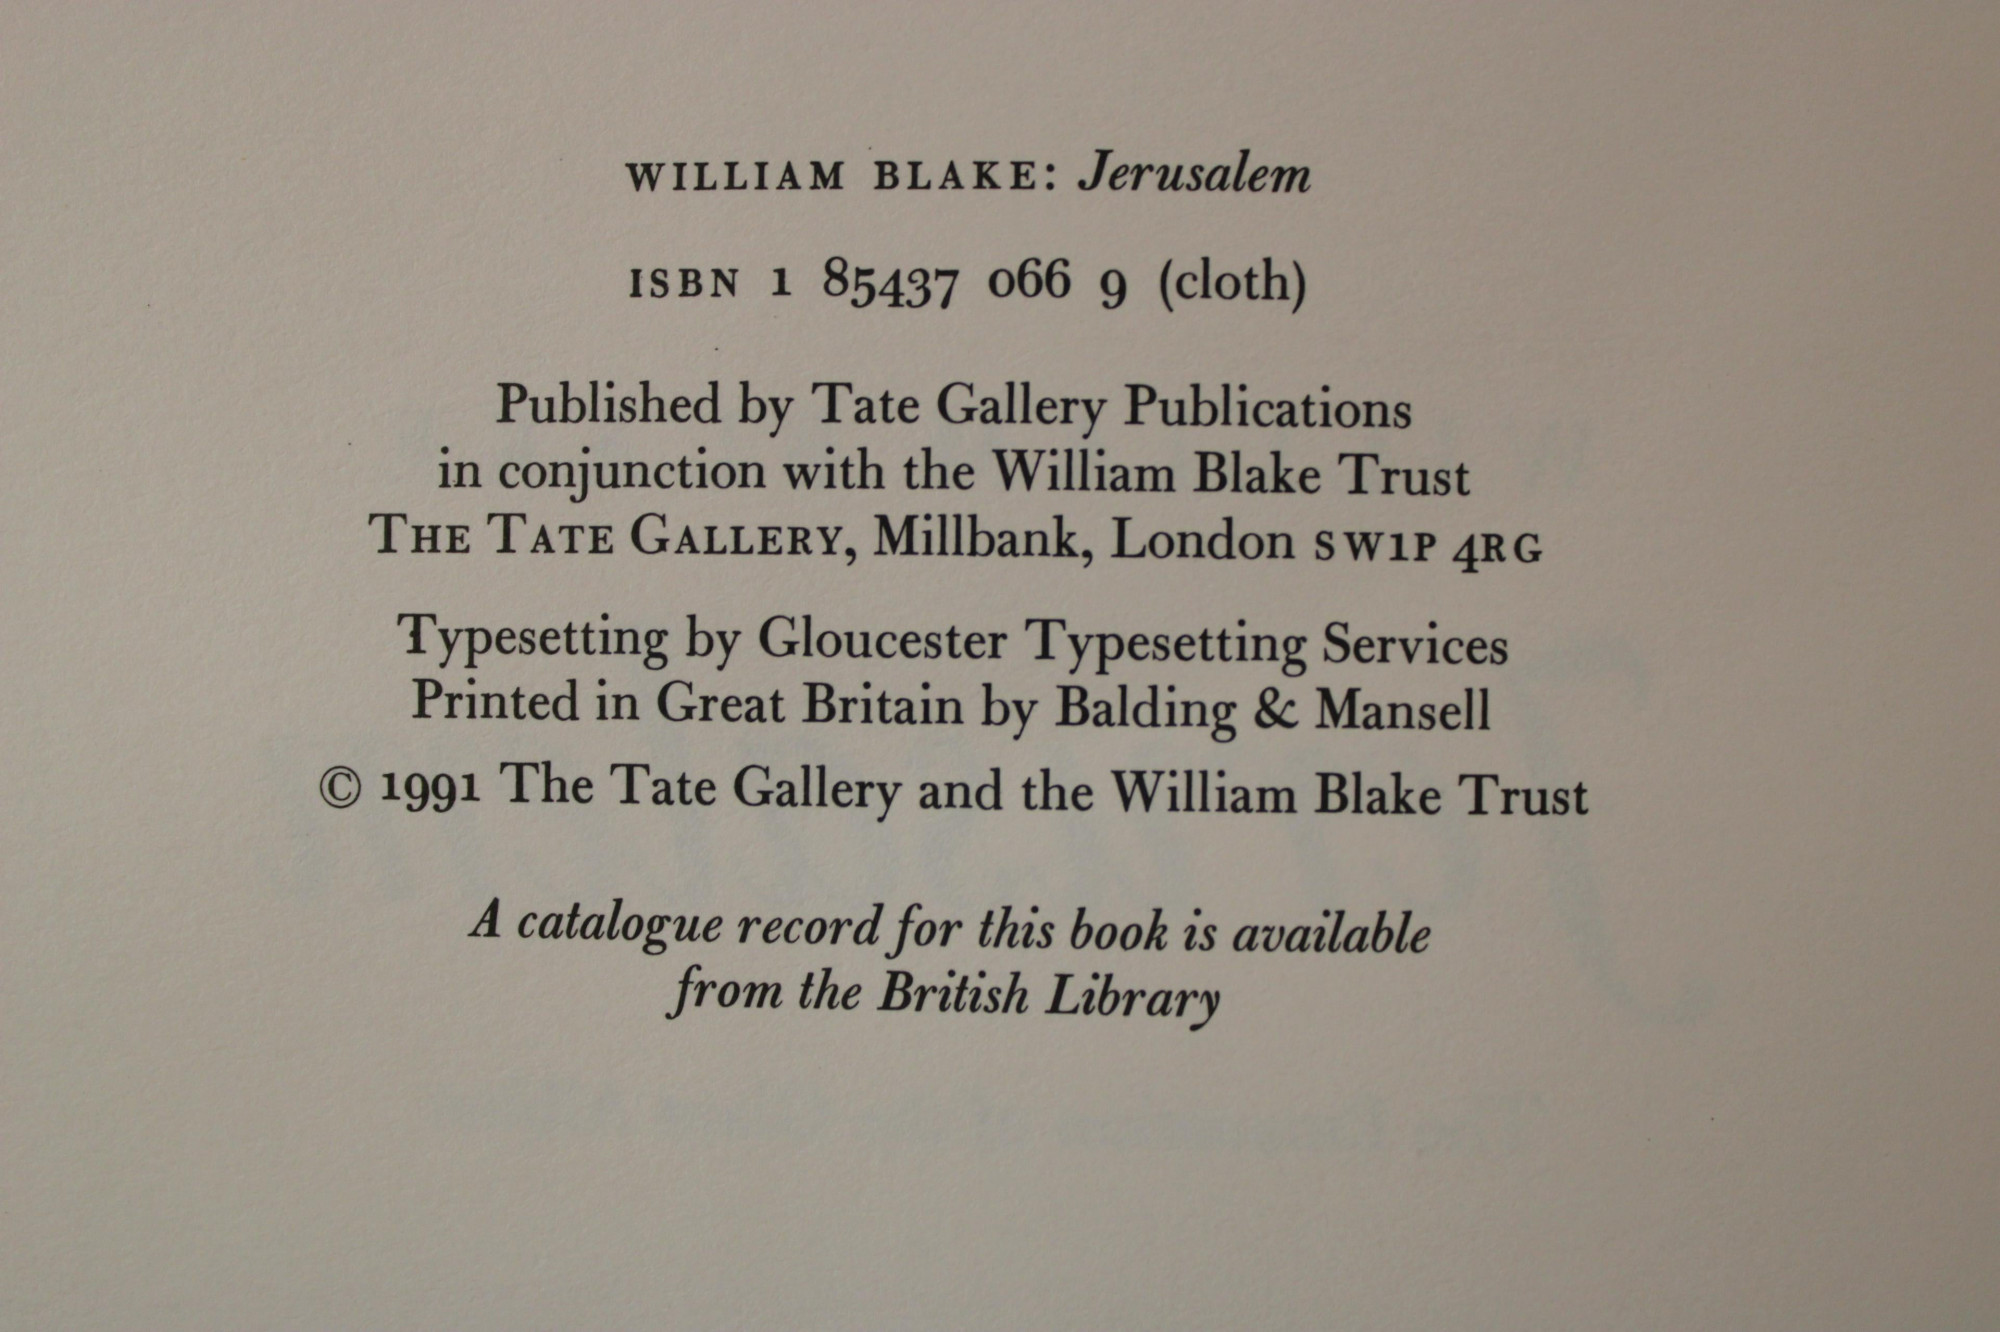 WILLIAM BLAKE: Jerusalem
ISBN 1 85437 066 9 (cloth)
Published by Tate Gallery Publications
in conjunction with the William Blake Trust
THE TATE GALLERY, Millbank, London SW1P 4RG
Typesetting by Gloucester Typesetting Services
Printed in Great Britain by Balding & Mansell
© 1991 The Tate Gallery and the William Blake Trust
A catalogue record for this book is available
from the British Library